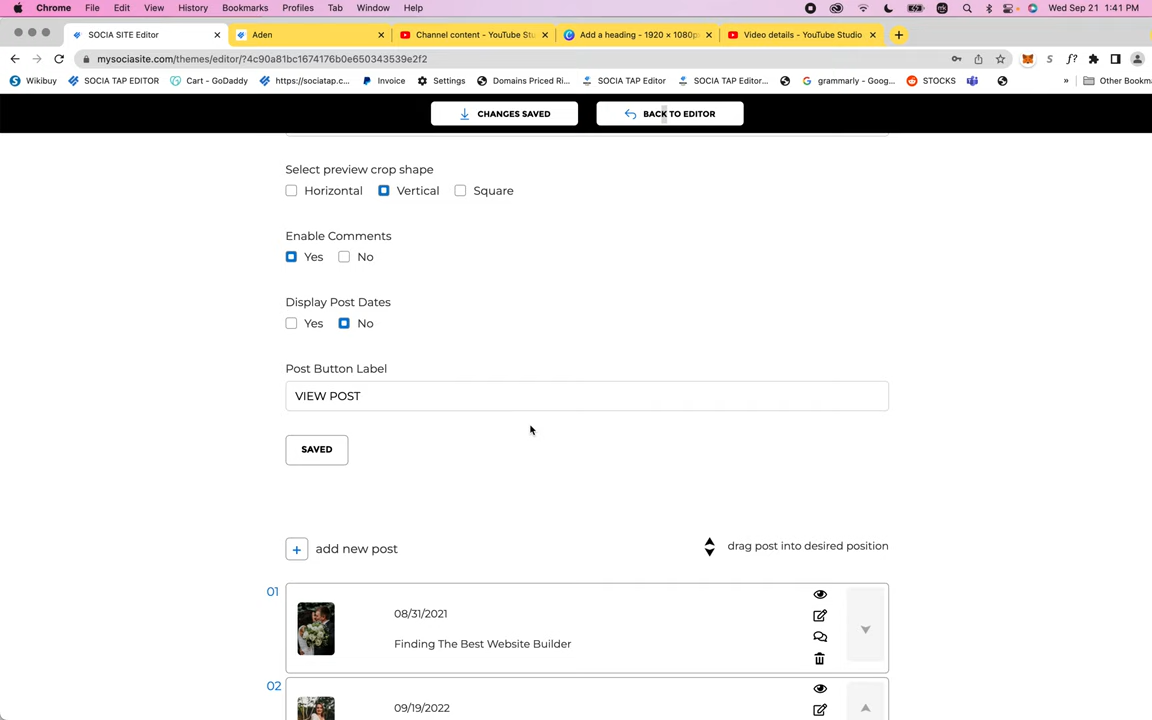 Chrome File Edit View History Bookmarks Profiles Tab Window Help Wed Sep 21 1:41 PM
SOCIA SITE Editor Aden Channel content - YouTube Stu Add a heading - 1920 × 1080p Video details - YouTube Studio
mysociasite.com/themes/editor/?4c90a81bc1674176b0e650343539e2f2
Wikibuy SOCIA TAP EDITOR Cart - GoDaddy https://sociatap.c... Invoice Settings Domains Priced Ri... SOCIA TAP Editor SOCIA TAP Editor... grammarly - Goog... STOCKS » Other Bookm
CHANGES SAVED BACK TO EDITOR
Select preview crop shape
Horizontal Vertical Square
Enable Comments
Yes No
Display Post Dates
Yes No
Post Button Label
VIEW POST
SAVED
+ add new post drag post into desired position
01
08/31/2021
Finding The Best Website Builder
02
09/19/2022